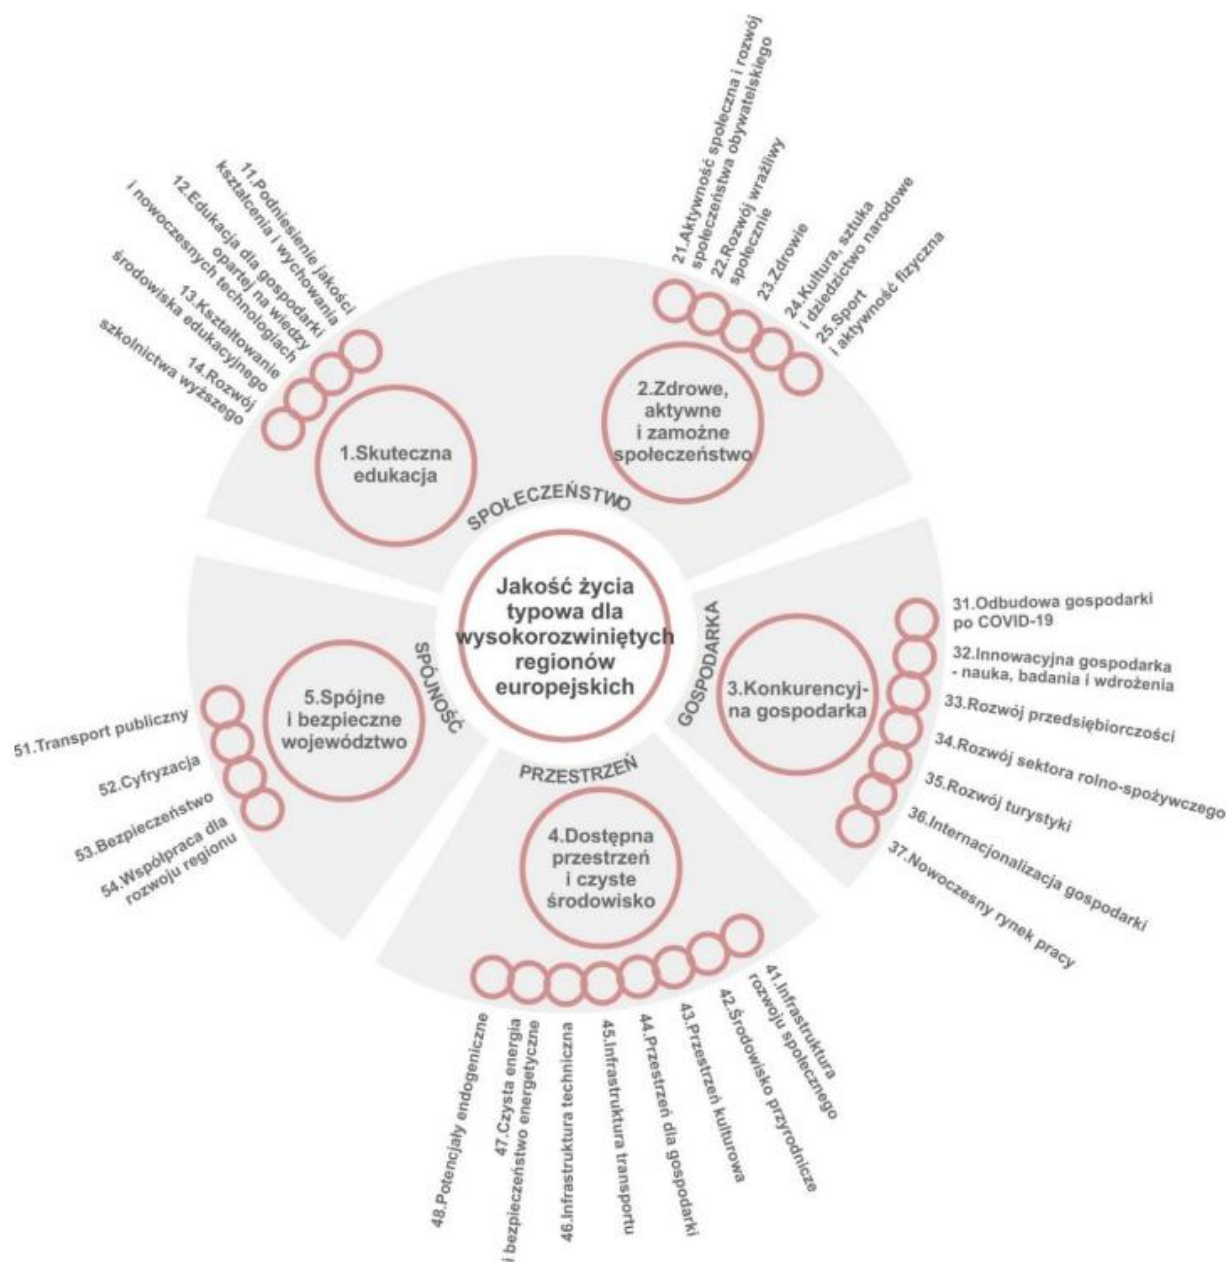 Jakość życia
typowa dla
wysokorozwiniętych
regionów
europejskich
SPOŁECZEŃSTWO
1.Skuteczna
edukacja
11.Podniesienie jakości
kształcenia i wychowania
12.Edukacja dla gospodarki
opartej na wiedzy
i nowoczesnych technologiach
13.Kształtowanie
środowiska edukacyjnego
14.Rozwój
szkolnictwa wyższego
2.Zdrowe,
aktywne
i zamożne
społeczeństwo
21.Aktywność społeczna i rozwój
społeczeństwa obywatelskiego
22.Rozwój wrażliwy
społecznie
23.Zdrowie
24.Kultura, sztuka
i dziedzictwo narodowe
25.Sport
i aktywność fizyczna
GOSPODARKA
3.Konkurencyj-
na gospodarka
31.Odbudowa gospodarki
po COVID-19
32.Innowacyjna gospodarka
- nauka, badania i wdrożenia
33.Rozwój przedsiębiorczości
34.Rozwój sektora rolno-spożywczego
35.Rozwój turystyki
36.Internacjonalizacja gospodarki
37.Nowoczesny rynek pracy
PRZESTRZEŃ
4.Dostępna
przestrzeń
i czyste
środowisko
41.Infrastruktura
rozwoju społecznego
42.Środowisko przyrodnicze
43.Przestrzeń kulturowa
44.Przestrzeń dla gospodarki
45.Infrastruktura transportu
46.Infrastruktura techniczna
47.Czysta energia
i bezpieczeństwo energetyczne
48.Potencjały endogeniczne
SPÓJNOŚĆ
5.Spójne
i bezpieczne
województwo
51.Transport publiczny
52.Cyfryzacja
53.Bezpieczeństwo
54.Współpraca dla
rozwoju regionu